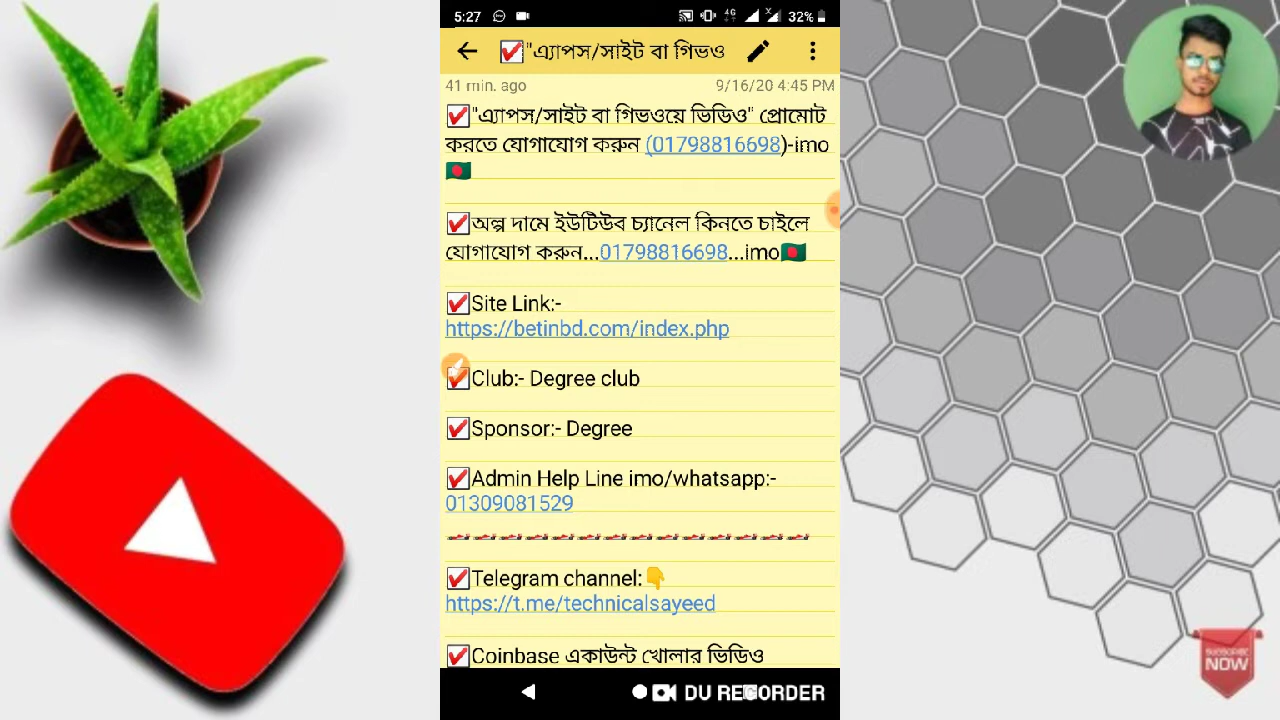 5:27
4G
X
32%
"এ্যাপস/সাইট বা গিভও
41 min. ago
9/16/20 4:45 PM
"এ্যাপস/সাইট বা গিভওয়ে ভিডিও" প্রোমোট
করতে যোগাযোগ করুন (01798816698)-imo
অল্প দামে ইউটিউব চ্যানেল কিনতে চাইলে
যোগাযোগ করুন...01798816698...imo
Site Link:-
https://betinbd.com/index.php
Club:- Degree club
Sponsor:- Degree
Admin Help Line imo/whatsapp:-
01309081529
Telegram channel:
https://t.me/technicalsayeed
Coinbase একাউন্ট খোলার ভিডিও
DU RECORDER
SUBSCRIBE
NOW